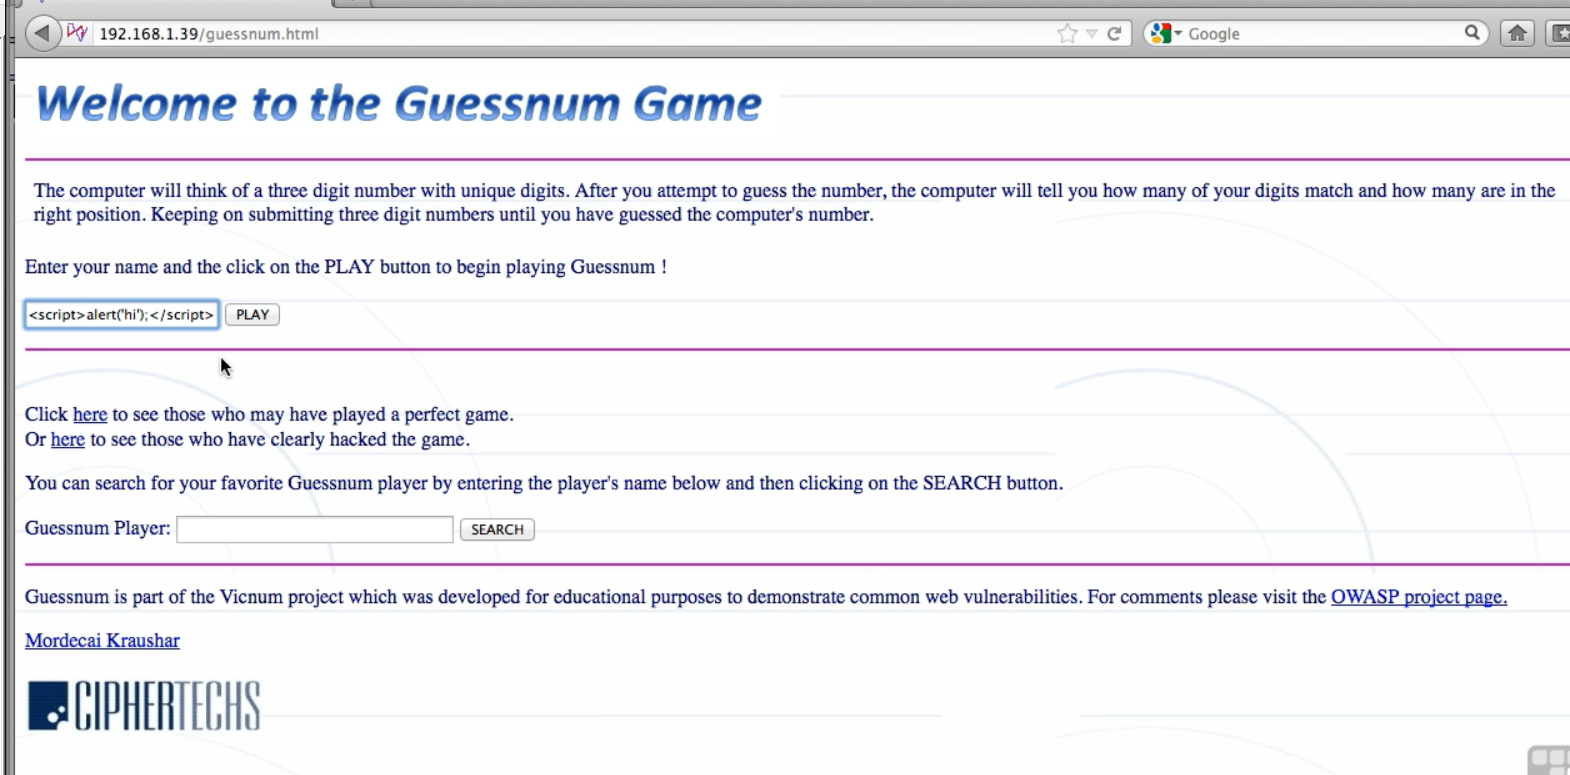 192.168.1.39/guessnum.html
Google
Welcome to the Guessnum Game
The computer will think of a three digit number with unique digits. After you attempt to guess the number, the computer will tell you how many of your digits match and how many are in the
right position. Keeping on submitting three digit numbers until you have guessed the computer's number.
Enter your name and the click on the PLAY button to begin playing Guessnum !
<script>alert('hi');</script> PLAY
Click here to see those who may have played a perfect game.
Or here to see those who have clearly hacked the game.
You can search for your favorite Guessnum player by entering the player's name below and then clicking on the SEARCH button.
Guessnum Player: SEARCH
Guessnum is part of the Vicnum project which was developed for educational purposes to demonstrate common web vulnerabilities. For comments please visit the OWASP project page.
Mordecai Kraushar
CIPHERTECHS